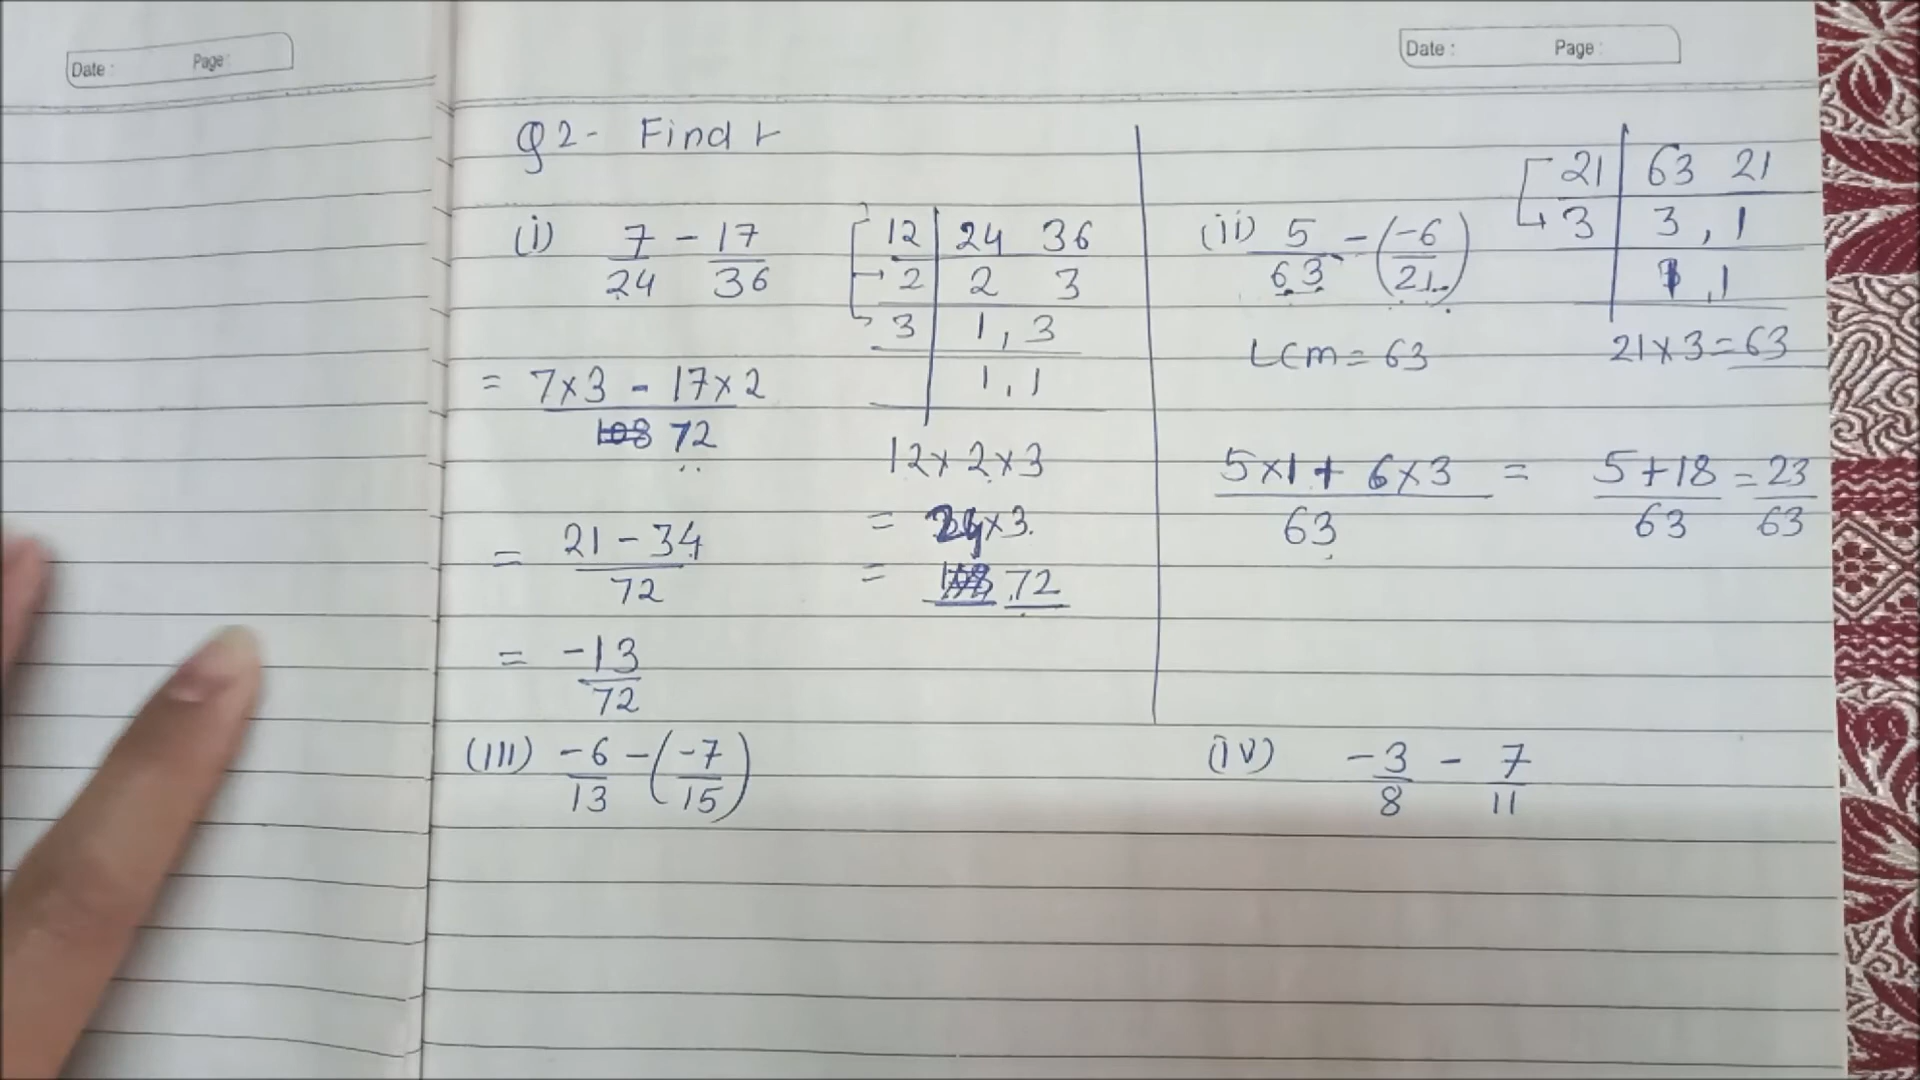 Date : Page :
Date : Page :
Q2- Find
(i) 7/24 - 17/36
12 | 24 36
2 | 2 3
3 | 1, 3
1, 1
= 7×3 - 17×2 / 108 72
12×2×3
= 24×3
= 108 72
= 21 - 34 / 72
= -13/72
(ii) 5/63 - (-6/21)
21 | 63 21
3 | 3, 1
1, 1
LCM = 63
21×3=63
5×1+ 6×3 / 63 = 5+18 / 63 = 23/63
(iii) -6/13 - (-7/15)
(iv) -3/8 - 7/11